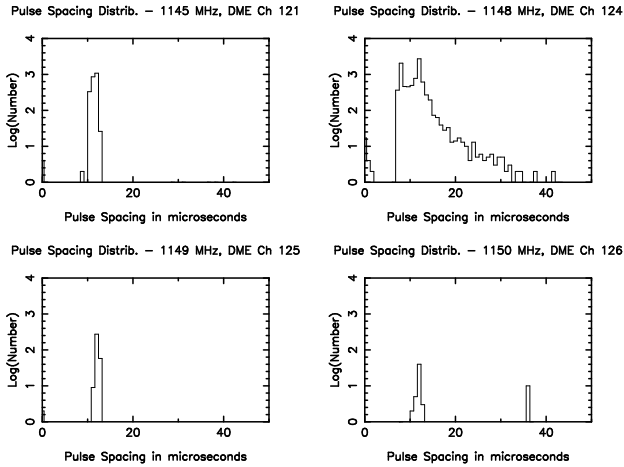 Pulse Spacing Distrib. – 1145 MHz, DME Ch 121
Log(Number)
4
3
2
1
0
0 20 40
Pulse Spacing in microseconds
Pulse Spacing Distrib. – 1148 MHz, DME Ch 124
Log(Number)
4
3
2
1
0
0 20 40
Pulse Spacing in microseconds
Pulse Spacing Distrib. – 1149 MHz, DME Ch 125
Log(Number)
4
3
2
1
0
0 20 40
Pulse Spacing in microseconds
Pulse Spacing Distrib. – 1150 MHz, DME Ch 126
Log(Number)
4
3
2
1
0
0 20 40
Pulse Spacing in microseconds